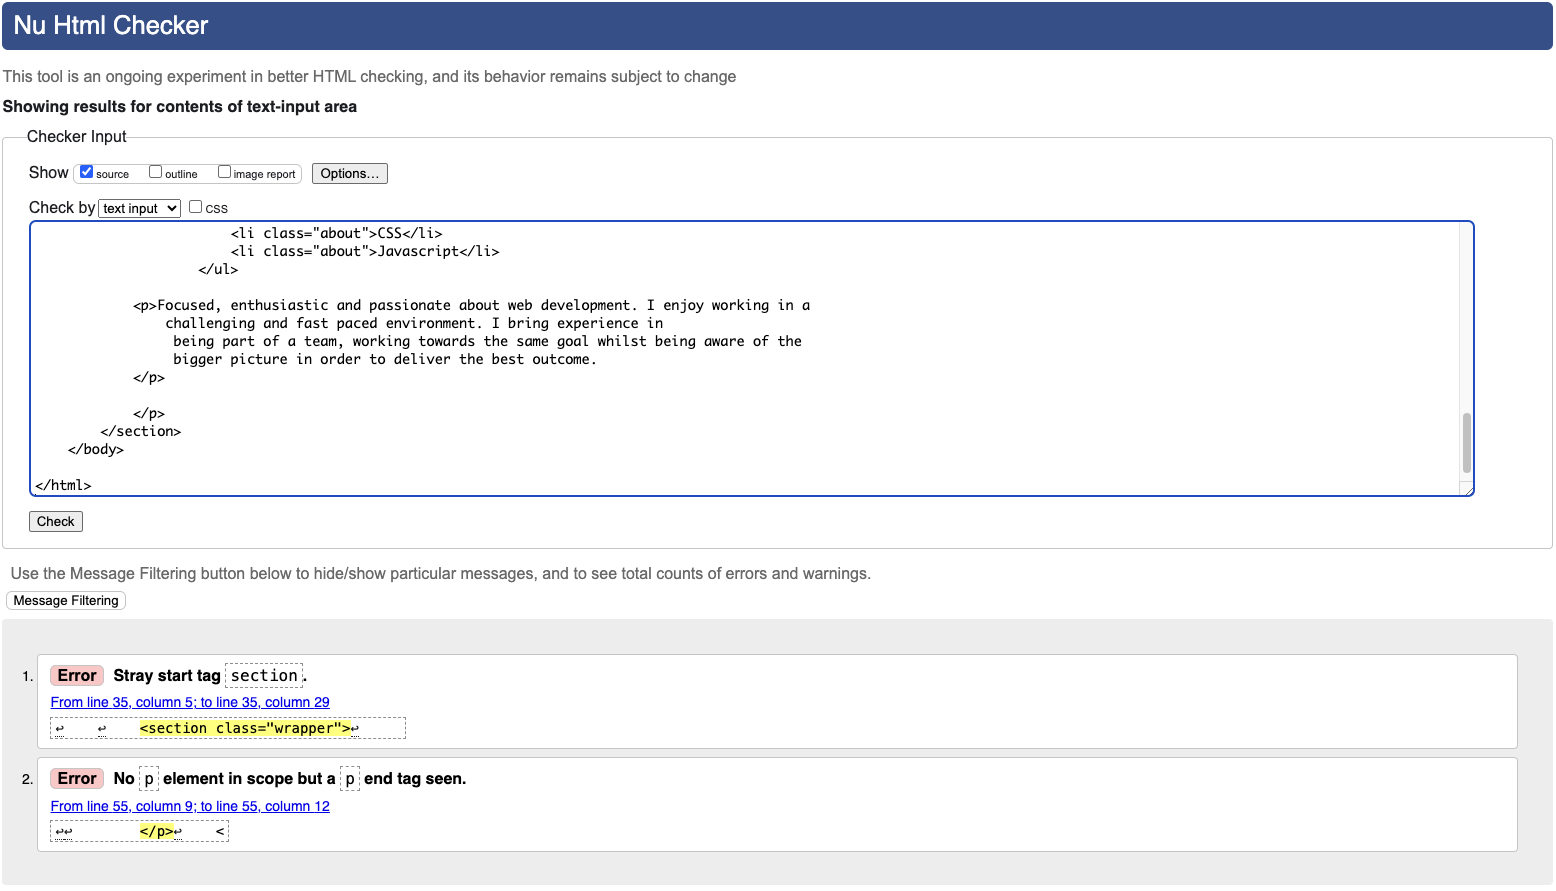 Nu Html Checker
This tool is an ongoing experiment in better HTML checking, and its behavior remains subject to change
Showing results for contents of text-input area
Checker Input
Show source outline image report Options...
Check by text input CSS
<li class="about">CSS</li>
<li class="about">Javascript</li>
</ul>
<p>Focused, enthusiastic and passionate about web development. I enjoy working in a
challenging and fast paced environment. I bring experience in
being part of a team, working towards the same goal whilst being aware of the
bigger picture in order to deliver the best outcome.
</p>
</p>
</section>
</body>
</html>
Check
Use the Message Filtering button below to hide/show particular messages, and to see total counts of errors and warnings.
Message Filtering
1. Error Stray start tag section.
From line 35, column 5; to line 35, column 29
↩ ↩ <section class="wrapper">↩
2. Error No p element in scope but a p end tag seen.
From line 55, column 9; to line 55, column 12
↩↩ </p>↩ <